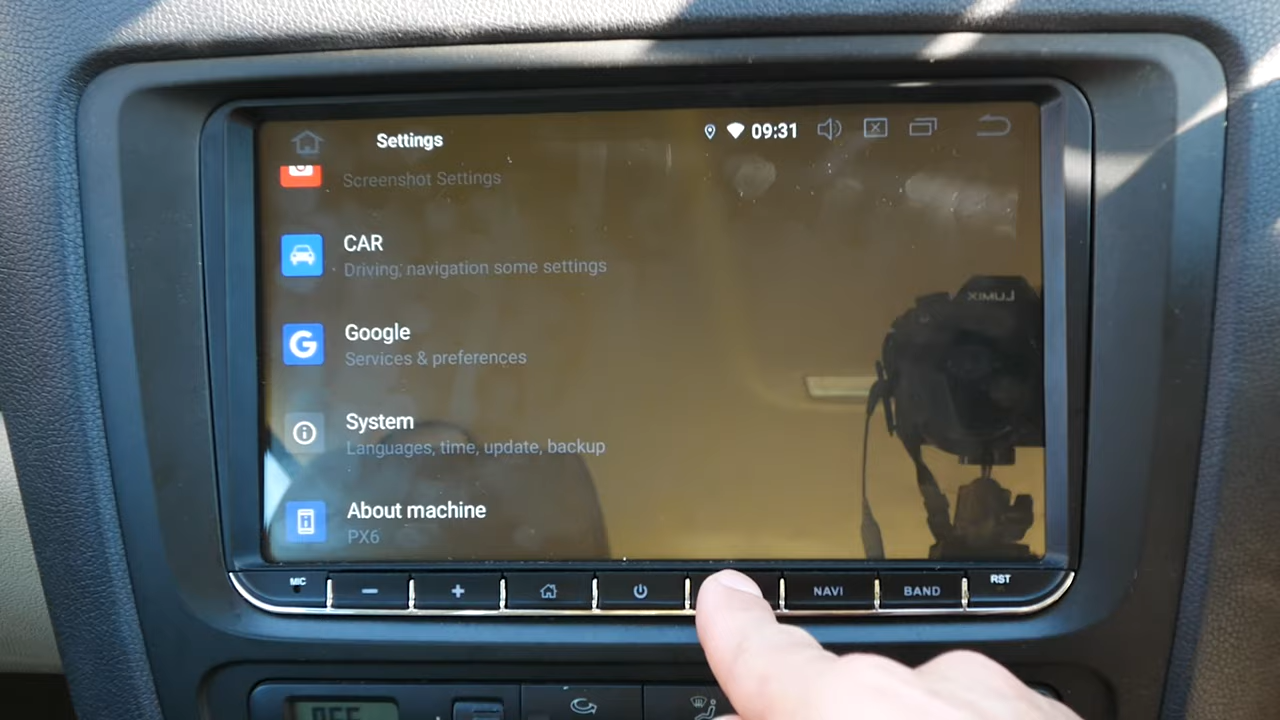 Settings
09:31
Screenshot Settings
CAR
Driving, navigation some settings
Google
Services & preferences
G
System
Languages, time, update, backup
About machine
PX6
LUMIX
MIC
NAVI
BAND
RST
OFF